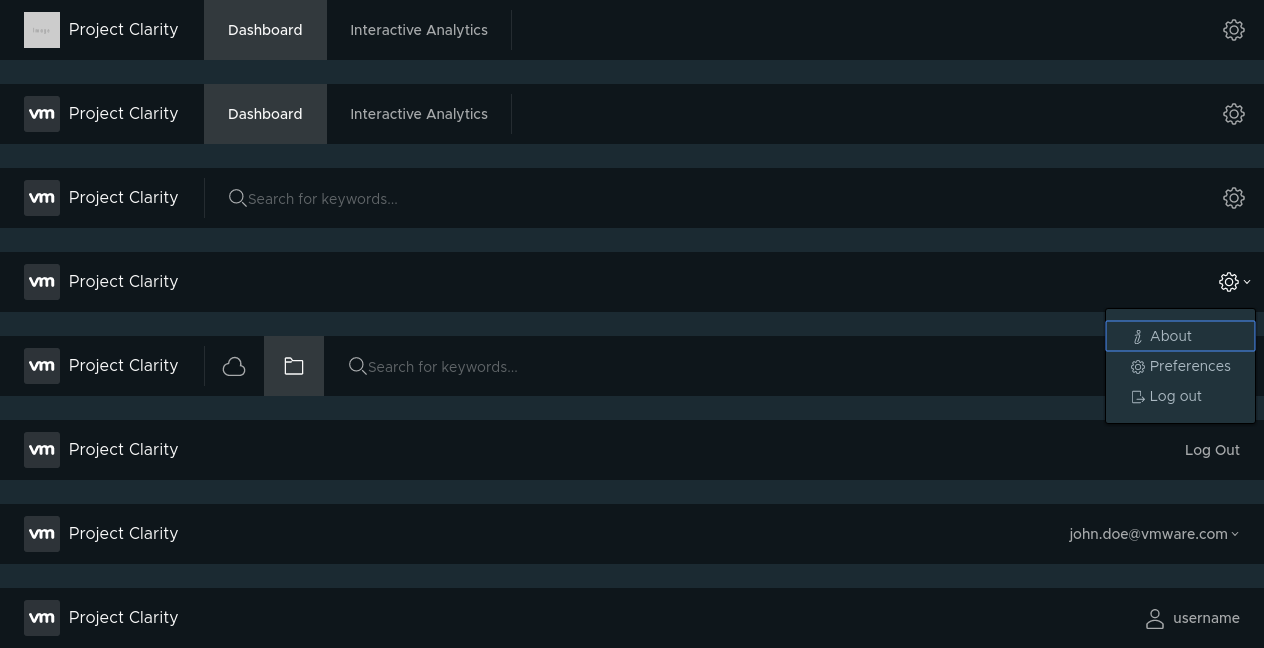 Image Project Clarity Dashboard Interactive Analytics
vm Project Clarity Dashboard Interactive Analytics
vm Project Clarity Search for keywords...
vm Project Clarity
About
vm Project Clarity Search for keywords... Preferences
Log out
vm Project Clarity Log Out
vm Project Clarity john.doe@vmware.com
vm Project Clarity username